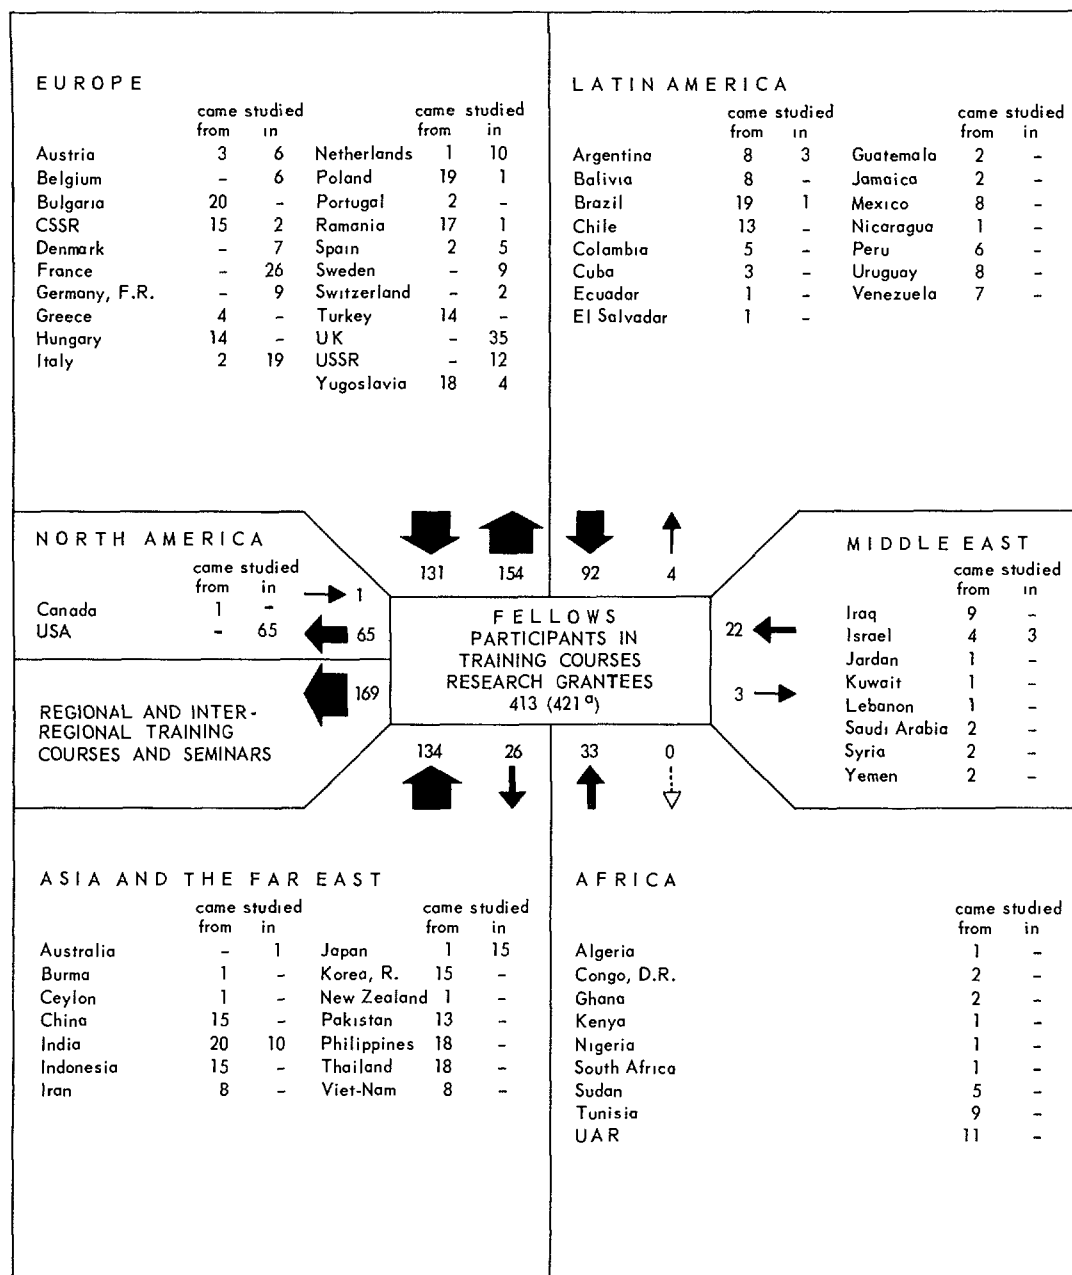 EUROPE
came studied came studied
from in from in
Austria 3 6 Netherlands 1 10
Belgium - 6 Poland 19 1
Bulgaria 20 - Portugal 2 -
CSSR 15 2 Ramania 17 1
Denmark - 7 Spain 2 5
France - 26 Sweden - 9
Germany, F.R. - 9 Switzerland - 2
Greece 4 - Turkey 14 -
Hungary 14 - UK - 35
Italy 2 19 USSR - 12
Yugoslavia 18 4
LATIN AMERICA
came studied came studied
from in from in
Argentina 8 3 Guatemala 2 -
Balivia 8 - Jamaica 2 -
Brazil 19 1 Mexico 8 -
Chile 13 - Nicaragua 1 -
Colambia 5 - Peru 6 -
Cuba 3 - Uruguay 8 -
Ecuadar 1 - Venezuela 7 -
El Salvadar 1 -
NORTH AMERICA
came studied
from in
Canada 1 -
USA - 65
1
65
131 154 92 4
FELLOWS
PARTICIPANTS IN
TRAINING COURSES
RESEARCH GRANTEES
413 (421a)
22
3
MIDDLE EAST
came studied
from in
Iraq 9 -
Israel 4 3
Jardan 1 -
Kuwait 1 -
Lebanon 1 -
Saudi Arabia 2 -
Syria 2 -
Yemen 2 -
169
REGIONAL AND INTER-
REGIONAL TRAINING
COURSES AND SEMINARS
134 26 33 0
ASIA AND THE FAR EAST
came studied came studied
from in from in
Australia - 1 Japan 1 15
Burma 1 - Korea, R. 15 -
Ceylon 1 - New Zealand 1 -
China 15 - Pakistan 13 -
India 20 10 Philippines 18 -
Indonesia 15 - Thailand 18 -
Iran 8 - Viet-Nam 8 -
AFRICA
came studied
from in
Algeria 1 -
Congo, D.R. 2 -
Ghana 2 -
Kenya 1 -
Nigeria 1 -
South Africa 1 -
Sudan 5 -
Tunisia 9 -
UAR 11 -